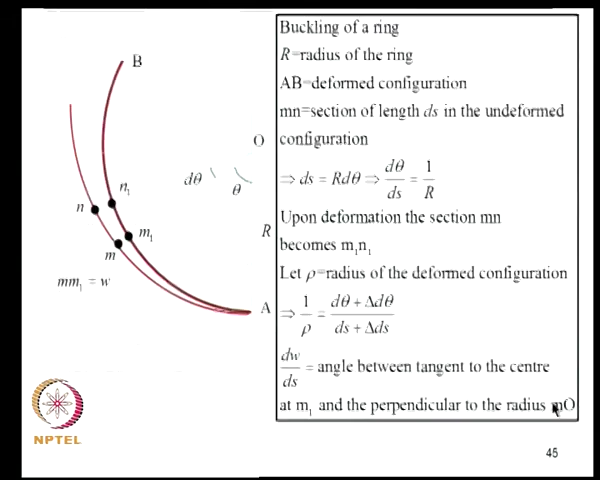 B
O
dθ
θ
n
n₁
m
m₁
R
mm₁ = w
A
Buckling of a ring
R=radius of the ring
AB=deformed configuration
mn=section of length ds in the undeformed
configuration
⇒ ds = Rdθ ⇒ dθ/ds = 1/R
Upon deformation the section mn
becomes m₁n₁
Let ρ=radius of the deformed configuration
⇒ 1/ρ = (dθ + Δdθ)/(ds + Δds)
dw/ds = angle between tangent to the centre
at m₁ and the perpendicular to the radius mO
NPTEL
45